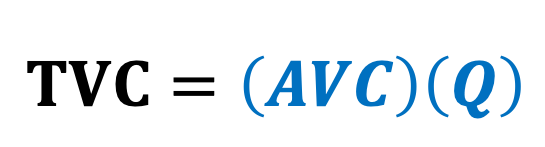 TVC = (AVC)(Q)